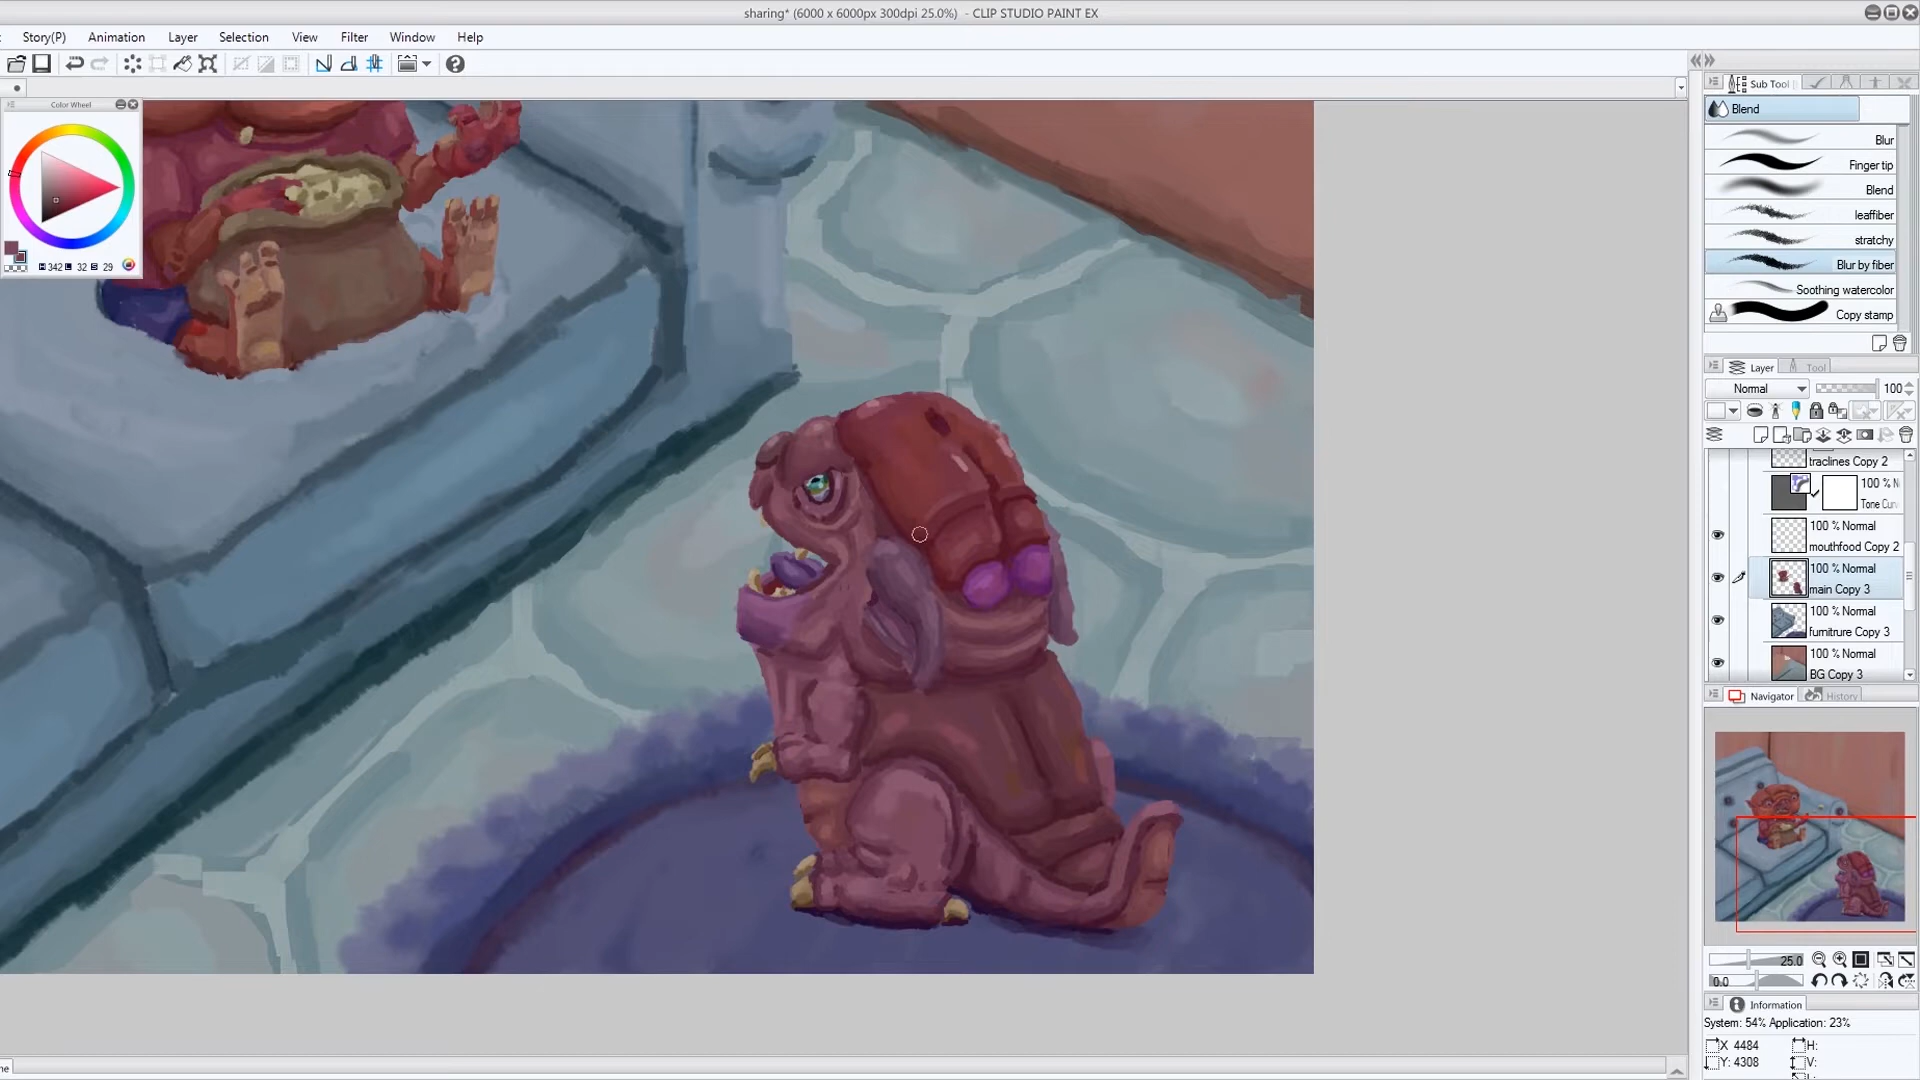 sharing* (6000 x 6000px 300dpi 25.0%) - CLIP STUDIO PAINT EX
Story(P) Animation Layer Selection View Filter Window Help
Color Wheel
342 32 29
Sub Tool
Blend
Blur
Finger tip
Blend
leaffiber
stratchy
Blur by fiber
Soothing watercolor
Copy stamp
Layer Tool
Normal 100
traclines Copy 2
100 % N
Tone Cur
100 % Normal
mouthfood Copy 2
100 % Normal
main Copy 3
100 % Normal
furnitrure Copy 3
100 % Normal
BG Copy 3
Navigator History
25.0
0.0
Information
System: 54% Application: 23%
X 4484 H:
Y: 4308 V: